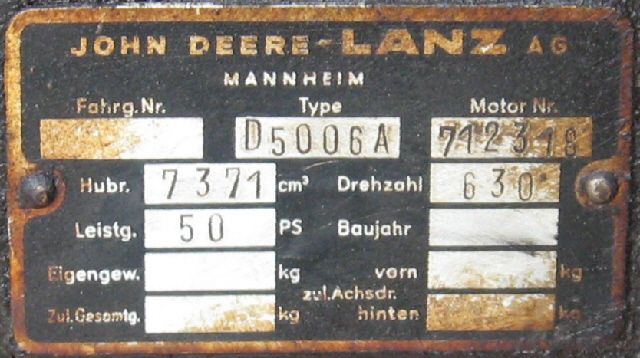 JOHN DEERE-LANZ AG
MANNHEIM
Fahrg.Nr. Type Motor Nr.
D5006A 712318
Hubr. 7371 cm³ Drehzahl 630
Leistg. 50 PS Baujahr
Eigengew. kg vorn kg
zul.Achsdr.
Zul.Gesamtg. kg hinten kg